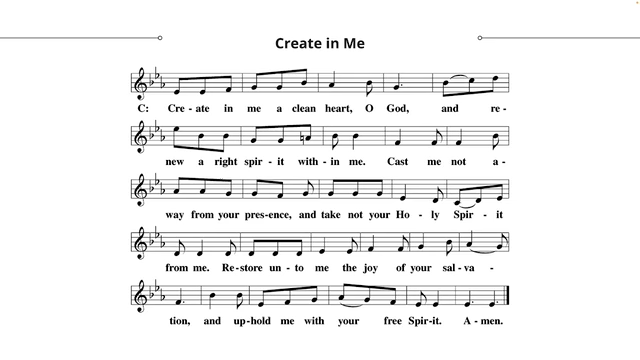 Create in Me
C: Cre - ate in me a clean heart, O God, and re -
new a right spir - it with - in me. Cast me not a -
way from your pres - ence, and take not your Ho - ly Spir - it
from me. Re - store un - to me the joy of your sal - va -
tion, and up - hold me with your free Spir - it. A - men.